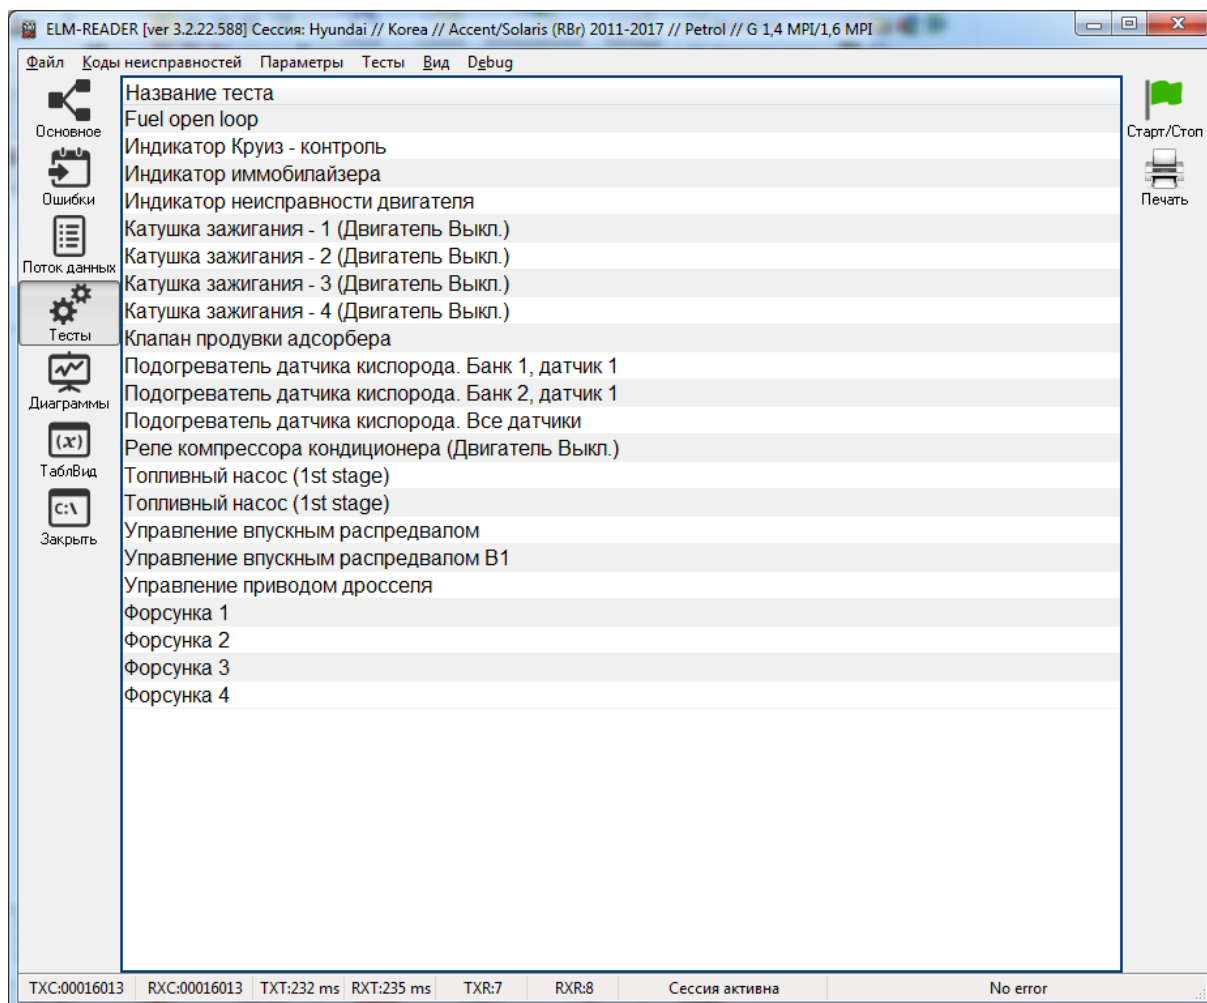 ELM-READER [ver 3.2.22.588] Сессия: Hyundai // Korea // Accent/Solaris (RBr) 2011-2017 // Petrol // G 1,4 MPI/1,6 MPI
Файл Коды неисправностей Параметры Тесты Вид Debug
Основное
Ошибки
Поток данных
Тесты
Диаграммы
(x)
ТаблВид
C:\
Закрыть
Название теста
Fuel open loop
Индикатор Круиз - контроль
Индикатор иммобилайзера
Индикатор неисправности двигателя
Катушка зажигания - 1 (Двигатель Выкл.)
Катушка зажигания - 2 (Двигатель Выкл.)
Катушка зажигания - 3 (Двигатель Выкл.)
Катушка зажигания - 4 (Двигатель Выкл.)
Клапан продувки адсорбера
Подогреватель датчика кислорода. Банк 1, датчик 1
Подогреватель датчика кислорода. Банк 2, датчик 1
Подогреватель датчика кислорода. Все датчики
Реле компрессора кондиционера (Двигатель Выкл.)
Топливный насос (1st stage)
Топливный насос (1st stage)
Управление впускным распредвалом
Управление впускным распредвалом B1
Управление приводом дросселя
Форсунка 1
Форсунка 2
Форсунка 3
Форсунка 4
Старт/Стоп
Печать
TXC:00016013 RXC:00016013 TXT:232 ms RXT:235 ms TXR:7 RXR:8 Сессия активна No error